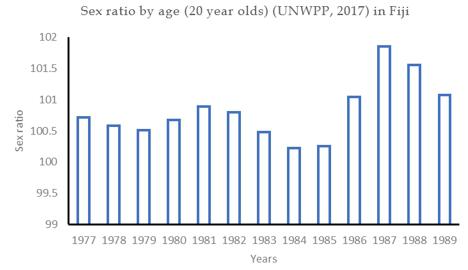 Sex ratio by age (20 year olds) (UNWPP, 2017) in Fiji
102
101.5
101
100.5
100
99.5
99
Sex ratio
1977 1978 1979 1980 1981 1982 1983 1984 1985 1986 1987 1988 1989
Years